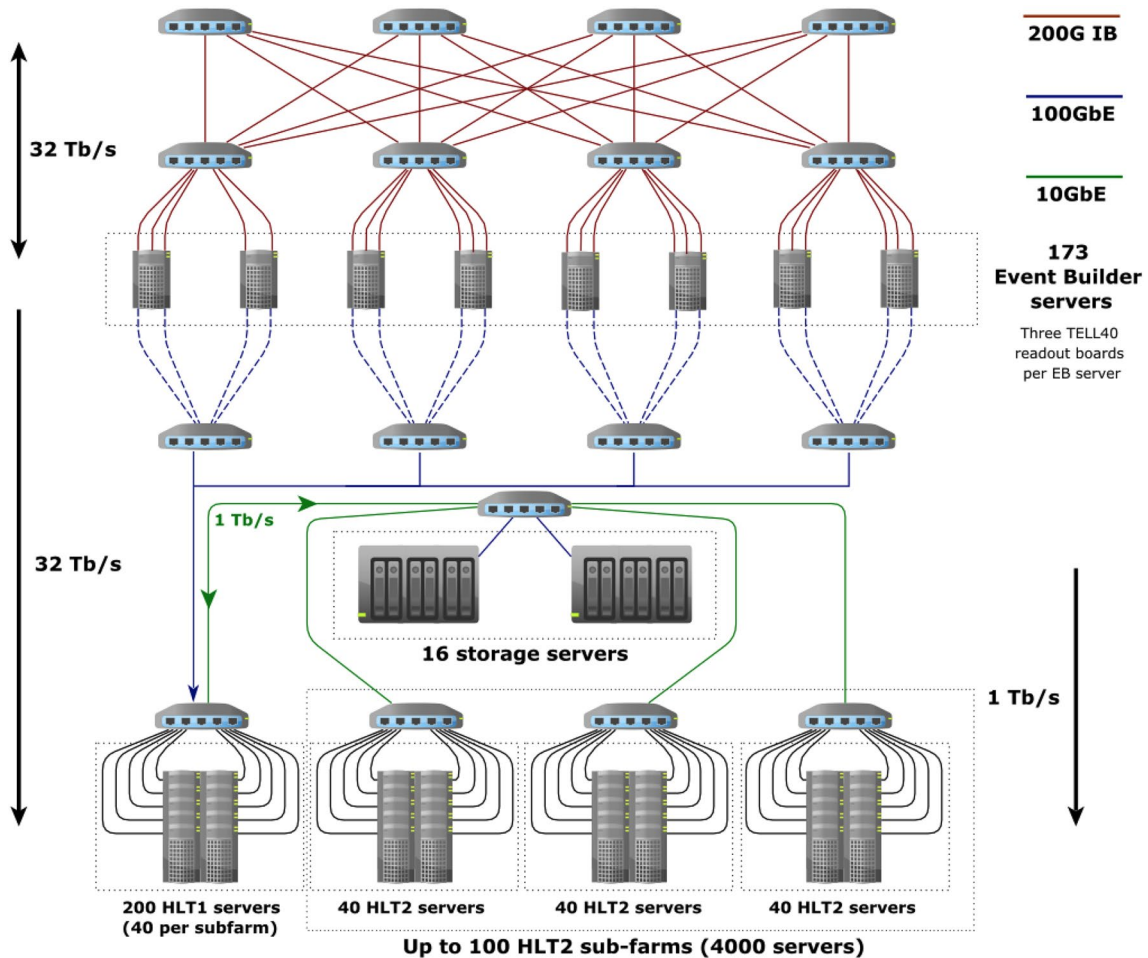 200G IB
100GbE
32 Tb/s
10GbE
173
Event Builder
servers
Three TELL40
readout boards
per EB server
1 Tb/s
32 Tb/s
16 storage servers
1 Tb/s
200 HLT1 servers
(40 per subfarm)
40 HLT2 servers
40 HLT2 servers
40 HLT2 servers
Up to 100 HLT2 sub-farms (4000 servers)